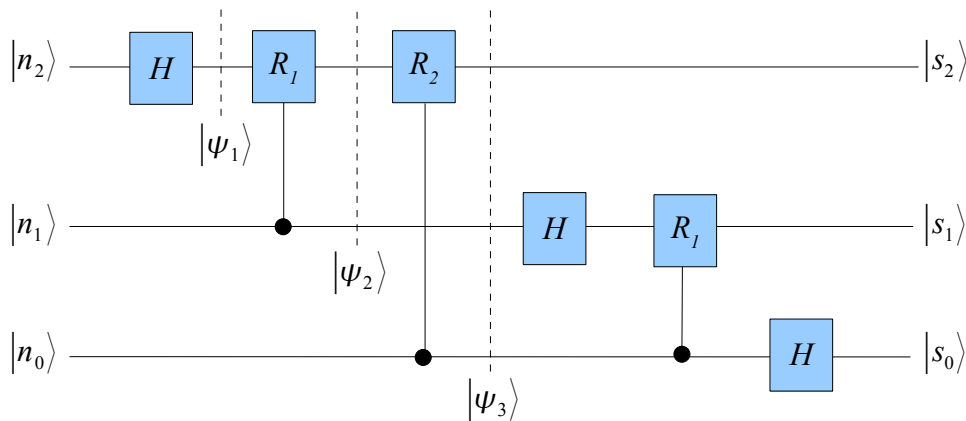 |n₂⟩ H R₁ R₂ |s₂⟩
|ψ₁⟩
|n₁⟩ H R₁ |s₁⟩
|ψ₂⟩
|n₀⟩ H |s₀⟩
|ψ₃⟩